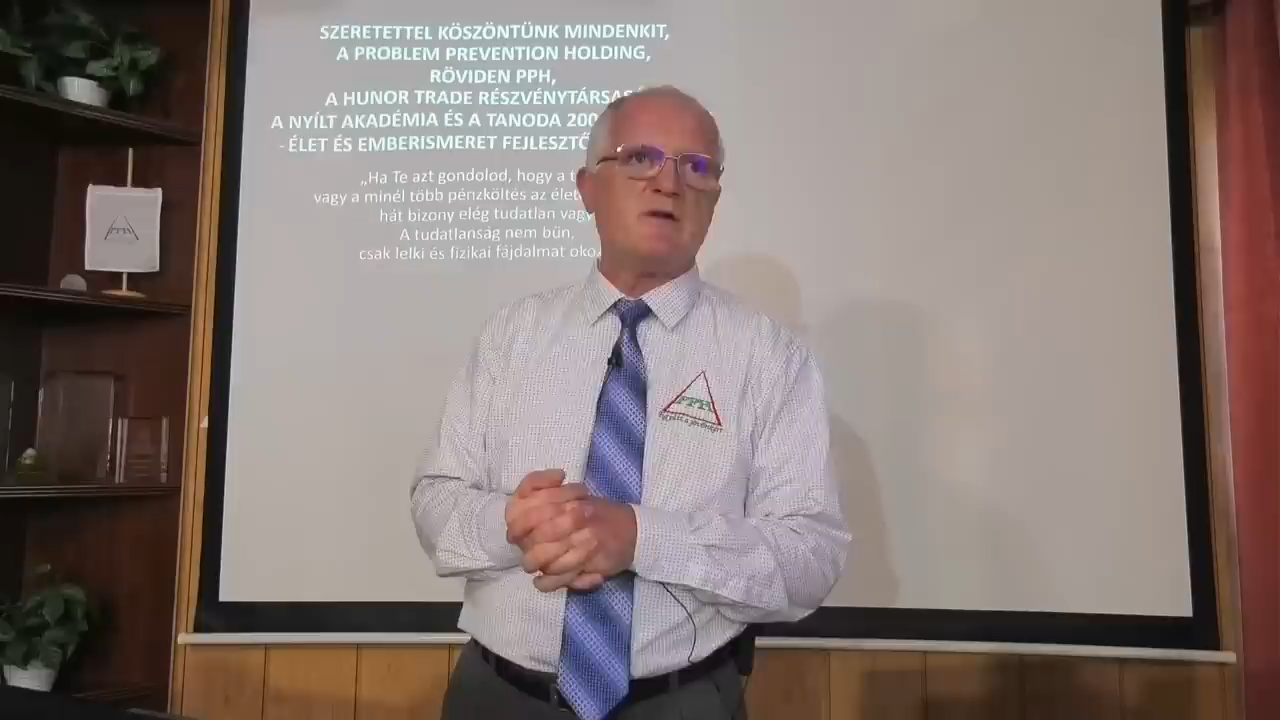 SZERETETTEL KÖSZÖNTÜNK MINDENKIT,
A PROBLEM PREVENTION HOLDING,
RÖVIDEN PPH,
A HUNOR TRADE RÉSZVÉNYTÁRSASÁ
A NYÍLT AKADÉMIA ÉS A TANODA 200
- ÉLET ÉS EMBERISMERET FEJLESZTŐ
„Ha Te azt gondolod, hogy a t
vagy a minél több pénzköltés az élet
hát bizony elég tudatlan vagy
A tudatlanság nem bűn,
csak lelki és fizikai fájdalmat oko
PPH
PPH